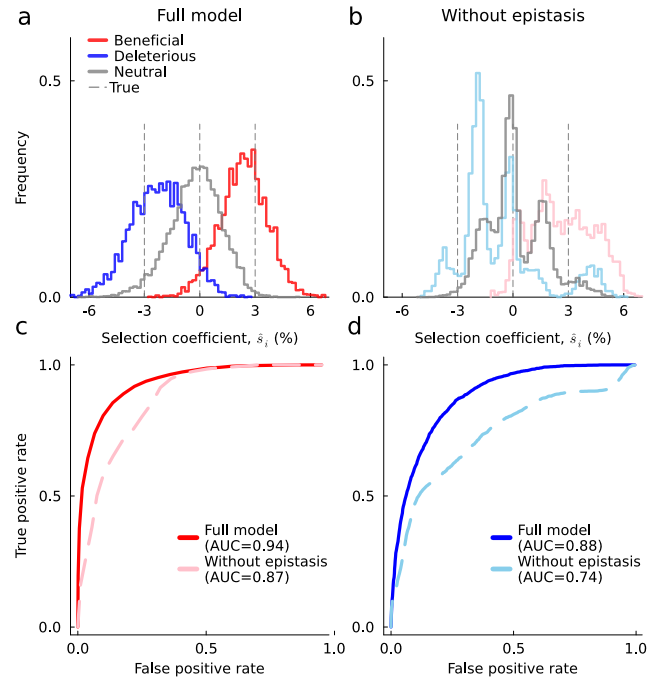 a
Full model
b
Without epistasis
Beneficial
Deleterious
Neutral
True
Frequency
0.5
0.0
-6
-3
0
3
6
0.5
0.0
-6
-3
0
3
6
Selection coefficient, ŝᵢ (%)
Selection coefficient, ŝᵢ (%)
c
d
True positive rate
1.0
0.5
0.0
0.0
0.5
1.0
False positive rate
Full model
(AUC=0.94)
Without epistasis
(AUC=0.87)
1.0
0.5
0.0
0.0
0.5
1.0
False positive rate
Full model
(AUC=0.88)
Without epistasis
(AUC=0.74)